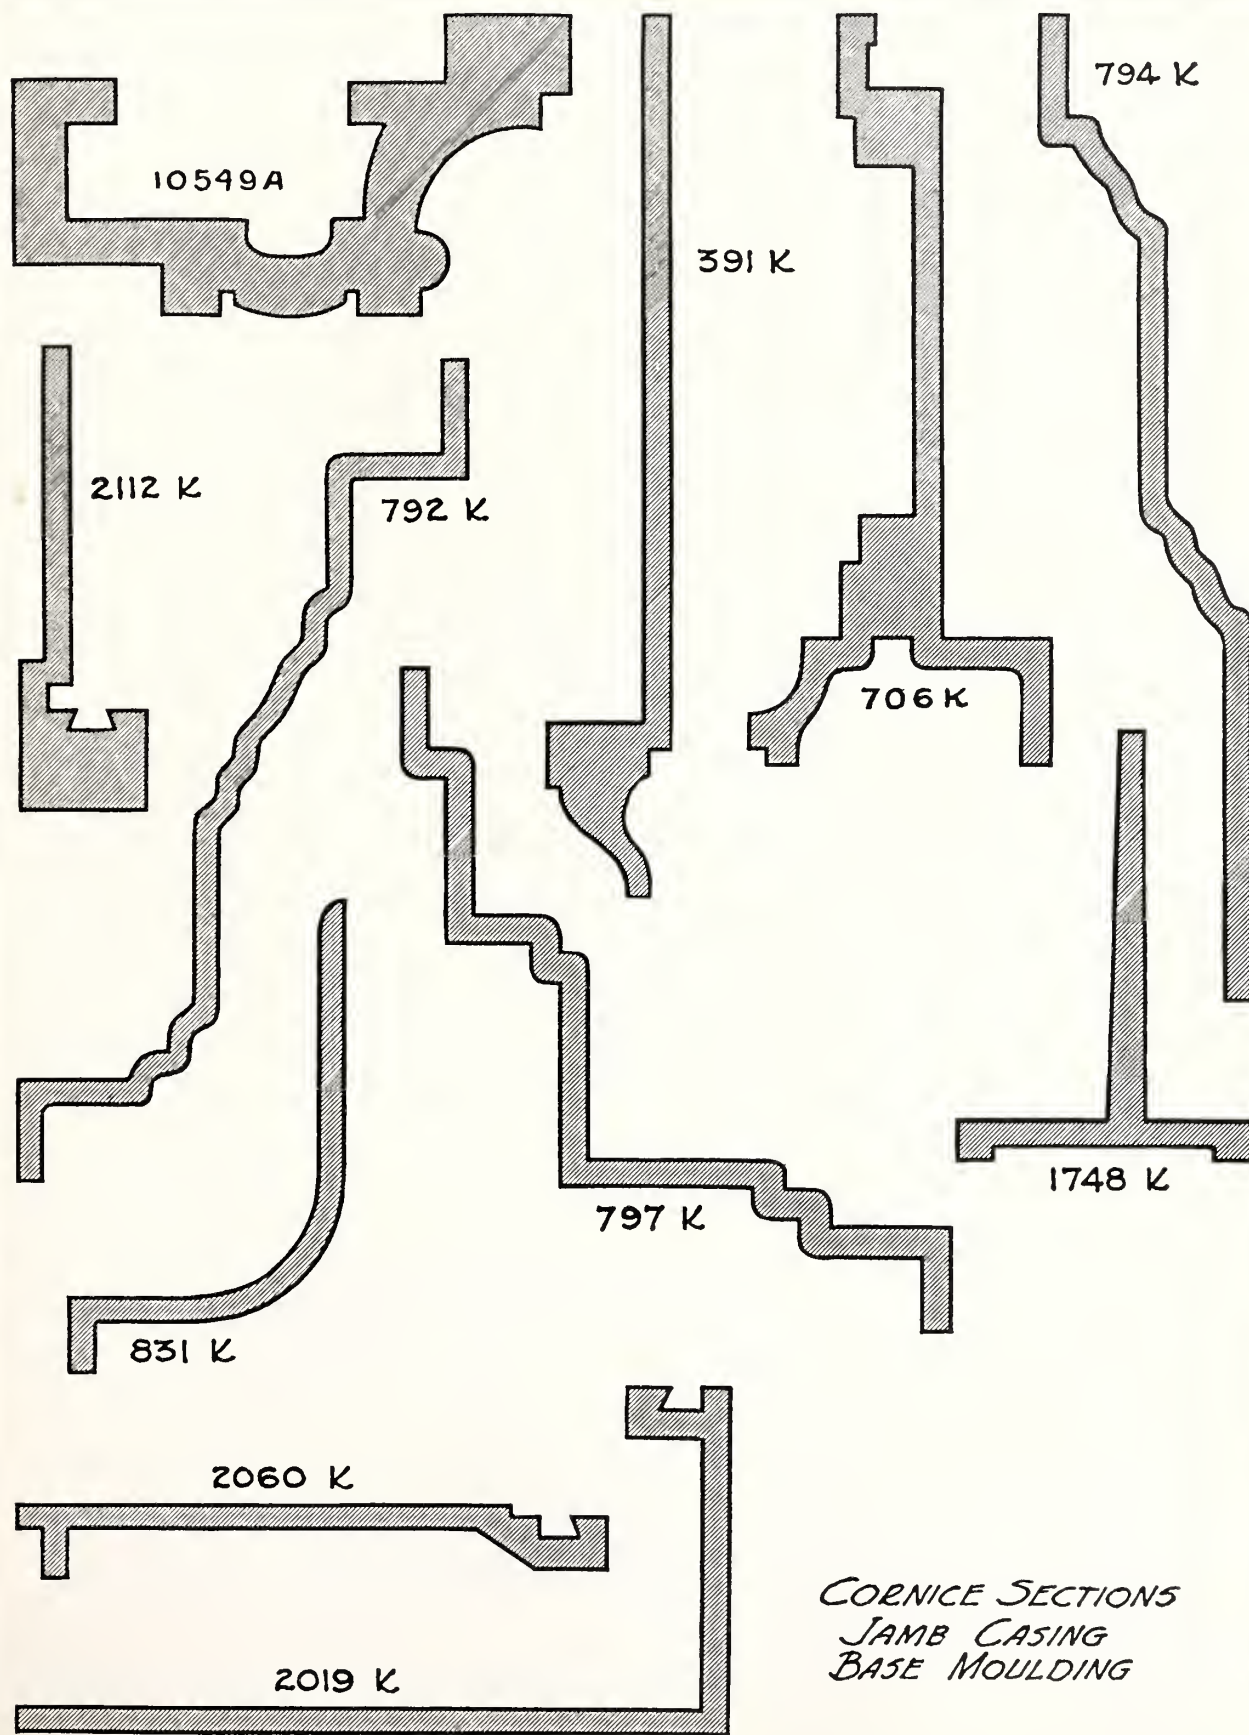 794 K
10549A
391 K
2112 K
792 K
706 K
1748 K
797 K
831 K
2060 K
2019 K
CORNICE SECTIONS
JAMB CASING
BASE MOULDING